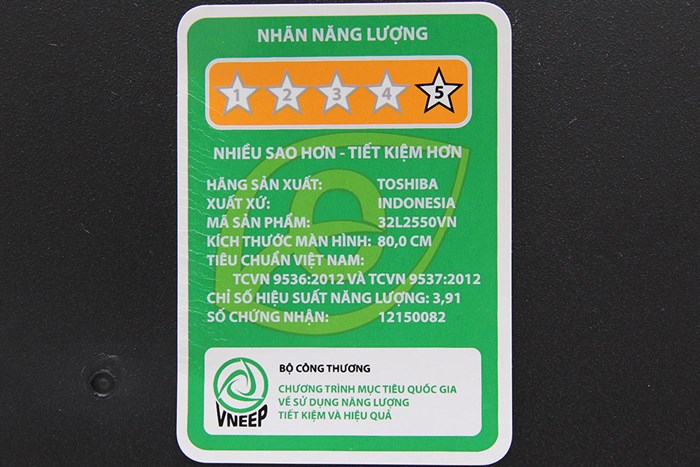 NHÃN NĂNG LƯỢNG
1 2 3 4 5
NHIỀU SAO HƠN - TIẾT KIỆM HƠN
HÃNG SẢN XUẤT: TOSHIBA
XUẤT XỨ: INDONESIA
MÃ SẢN PHẨM: 32L2550VN
KÍCH THƯỚC MÀN HÌNH: 80,0 CM
TIÊU CHUẨN VIỆT NAM:
TCVN 9536:2012 VÀ TCVN 9537:2012
CHỈ SỐ HIỆU SUẤT NĂNG LƯỢNG: 3,91
SỐ CHỨNG NHẬN: 12150082
BỘ CÔNG THƯƠNG
CHƯƠNG TRÌNH MỤC TIÊU QUỐC GIA
VỀ SỬ DỤNG NĂNG LƯỢNG
TIẾT KIỆM VÀ HIỆU QUẢ
VNEEP